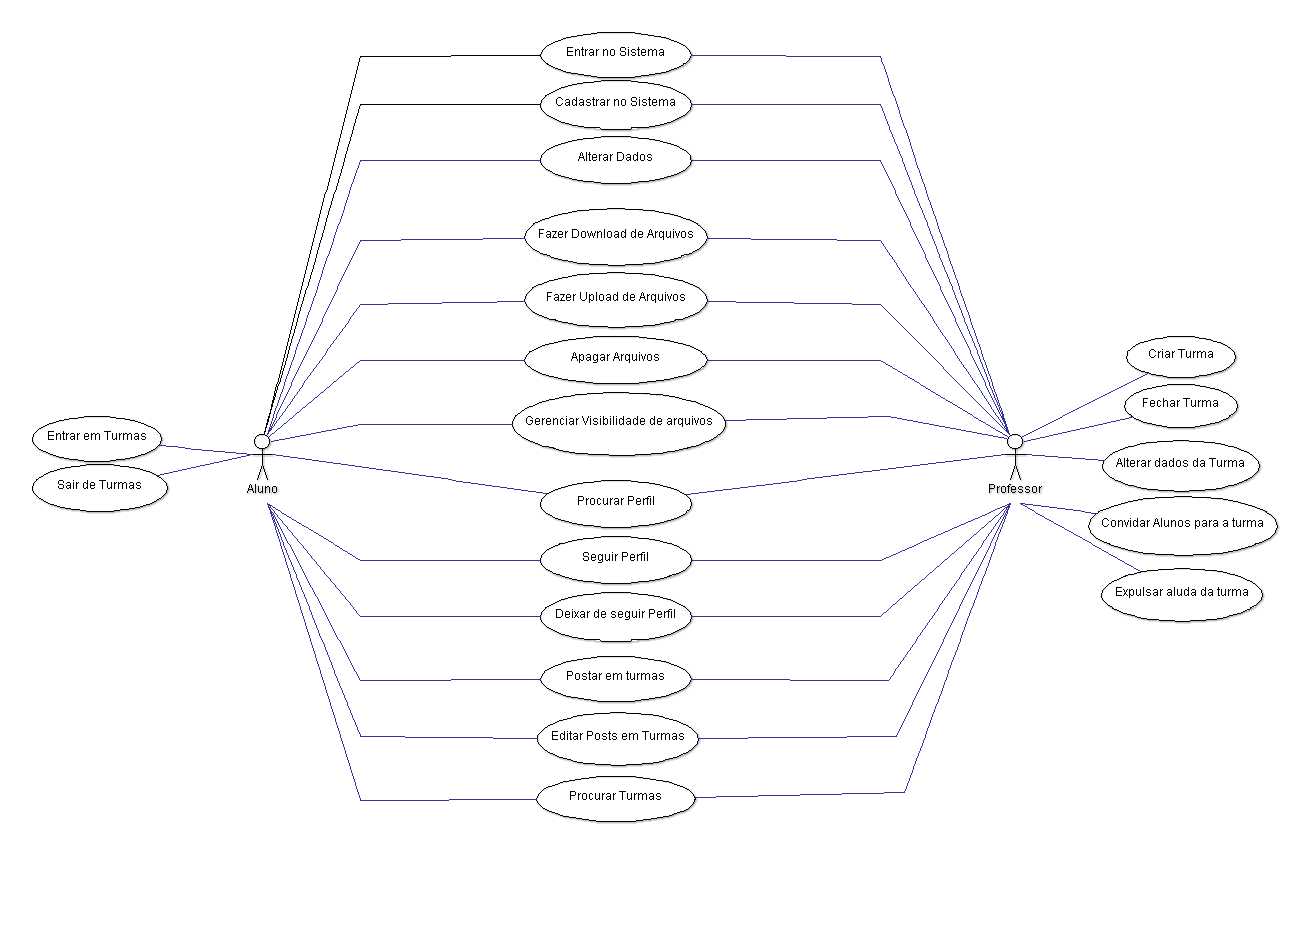 Entrar no Sistema
Cadastrar no Sistema
Alterar Dados
Fazer Download de Arquivos
Fazer Upload de Arquivos
Apagar Arquivos
Gerenciar Visibilidade de arquivos
Procurar Perfil
Seguir Perfil
Deixar de seguir Perfil
Postar em turmas
Editar Posts em Turmas
Procurar Turmas
Entrar em Turmas
Sair de Turmas
Aluno
Professor
Criar Turma
Fechar Turma
Alterar dados da Turma
Convidar Alunos para a turma
Expulsar aluda da turma